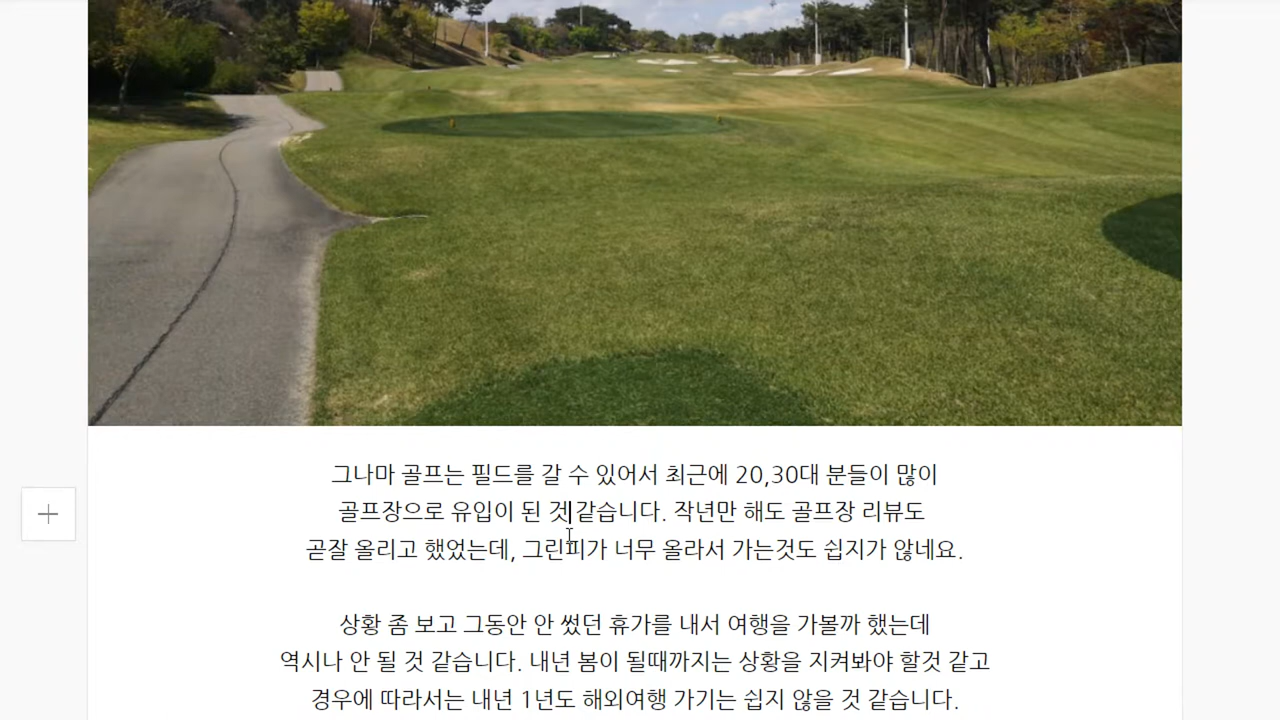 그나마 골프는 필드를 갈 수 있어서 최근에 20,30대 분들이 많이
골프장으로 유입이 된 것같습니다. 작년만 해도 골프장 리뷰도
곧잘 올리고 했었는데, 그린피가 너무 올라서 가는것도 쉽지가 않네요.
상황 좀 보고 그동안 안 썼던 휴가를 내서 여행을 가볼까 했는데
역시나 안 될 것 같습니다. 내년 봄이 될때까지는 상황을 지켜봐야 할것 같고
경우에 따라서는 내년 1년도 해외여행 가기는 쉽지 않을 것 같습니다.